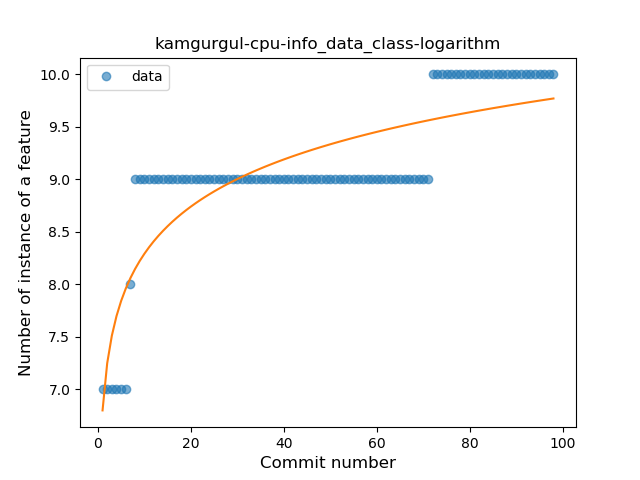 kamgurgul-cpu-info_data_class-logarithm
data
10.0
9.5
9.0
8.5
8.0
7.5
7.0
Number of instance of a feature
0 20 40 60 80 100
Commit number